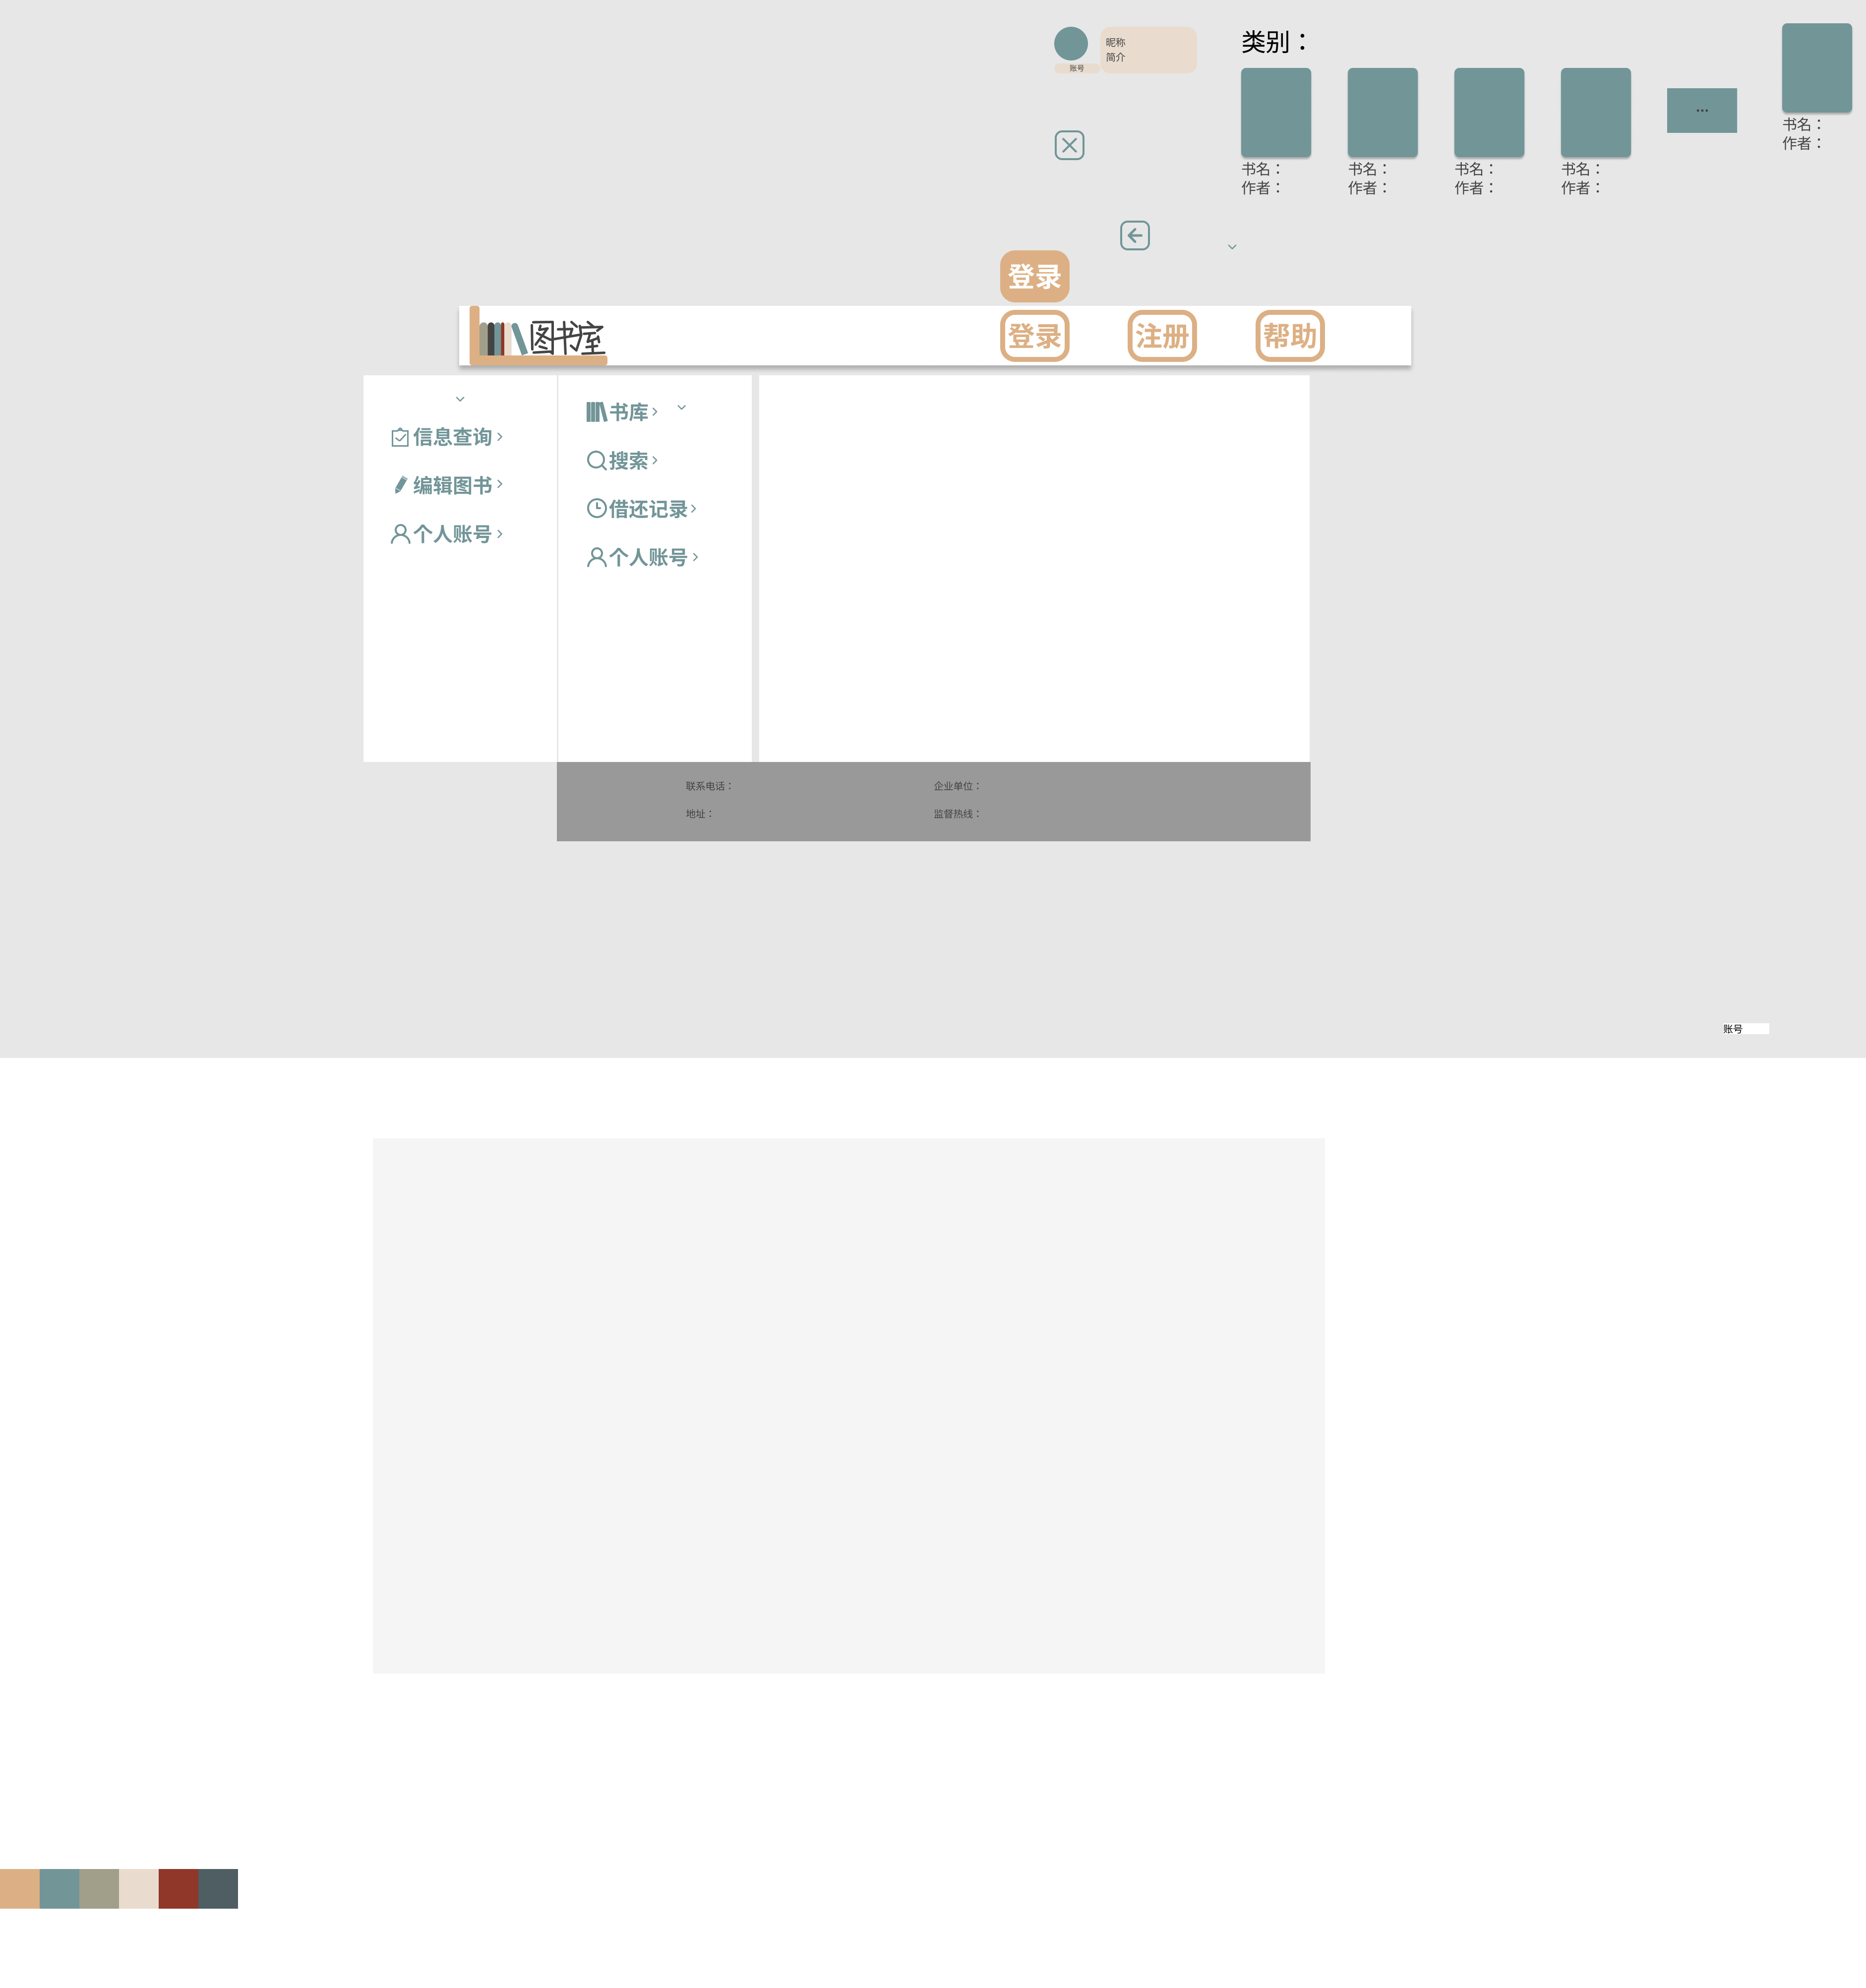 昵称
简介
账号
类别：
书名：
作者：
书名：
作者：
书名：
作者：
书名：
作者：
...
书名：
作者：
登录
图书室
登录
注册
帮助
信息查询
编辑图书
个人账号
书库
搜索
借还记录
个人账号
联系电话：
企业单位：
地址：
监督热线：
账号